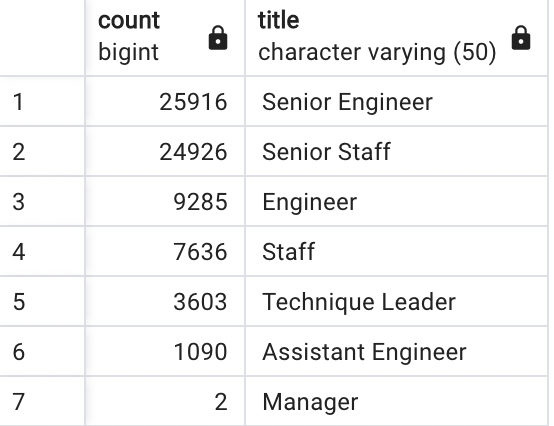 count title
bigint character varying (50)
1 25916 Senior Engineer
2 24926 Senior Staff
3 9285 Engineer
4 7636 Staff
5 3603 Technique Leader
6 1090 Assistant Engineer
7 2 Manager